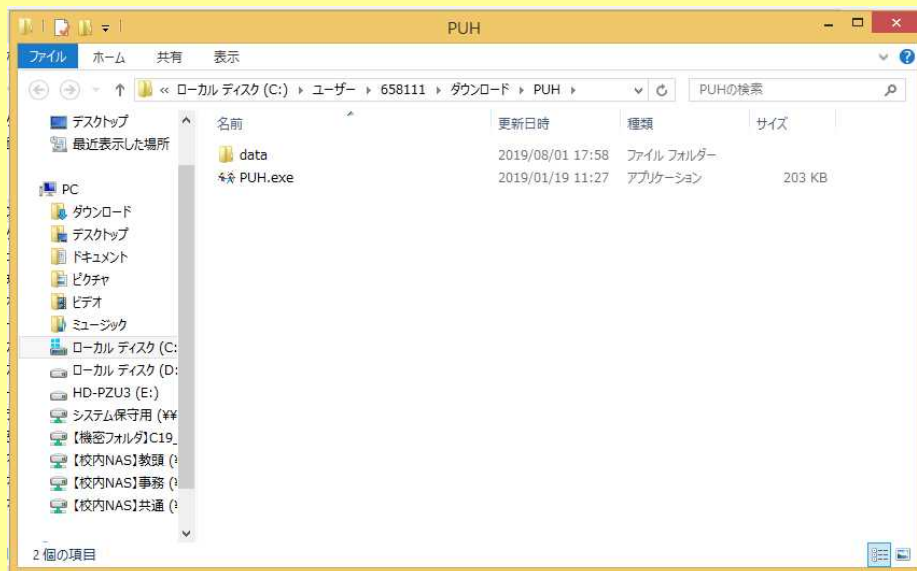 PUH
ファイル ホーム 共有 表示
« ローカル ディスク (C:) ユーザー 658111 ダウンロード PUH PUHの検索
名前 更新日時 種類 サイズ
data 2019/08/01 17:58 ファイル フォルダー
PUH.exe 2019/01/19 11:27 アプリケーション 203 KB
デスクトップ
最近表示した場所
PC
ダウンロード
デスクトップ
ドキュメント
ピクチャ
ビデオ
ミュージック
ローカル ディスク (C:
ローカル ディスク (D:
HD-PZU3 (E:)
システム保守用 (¥¥
【機密フォルダ】C19_
【校内NAS】教頭 (¥
【校内NAS】事務 (¥
【校内NAS】共通 (¥
2 個の項目